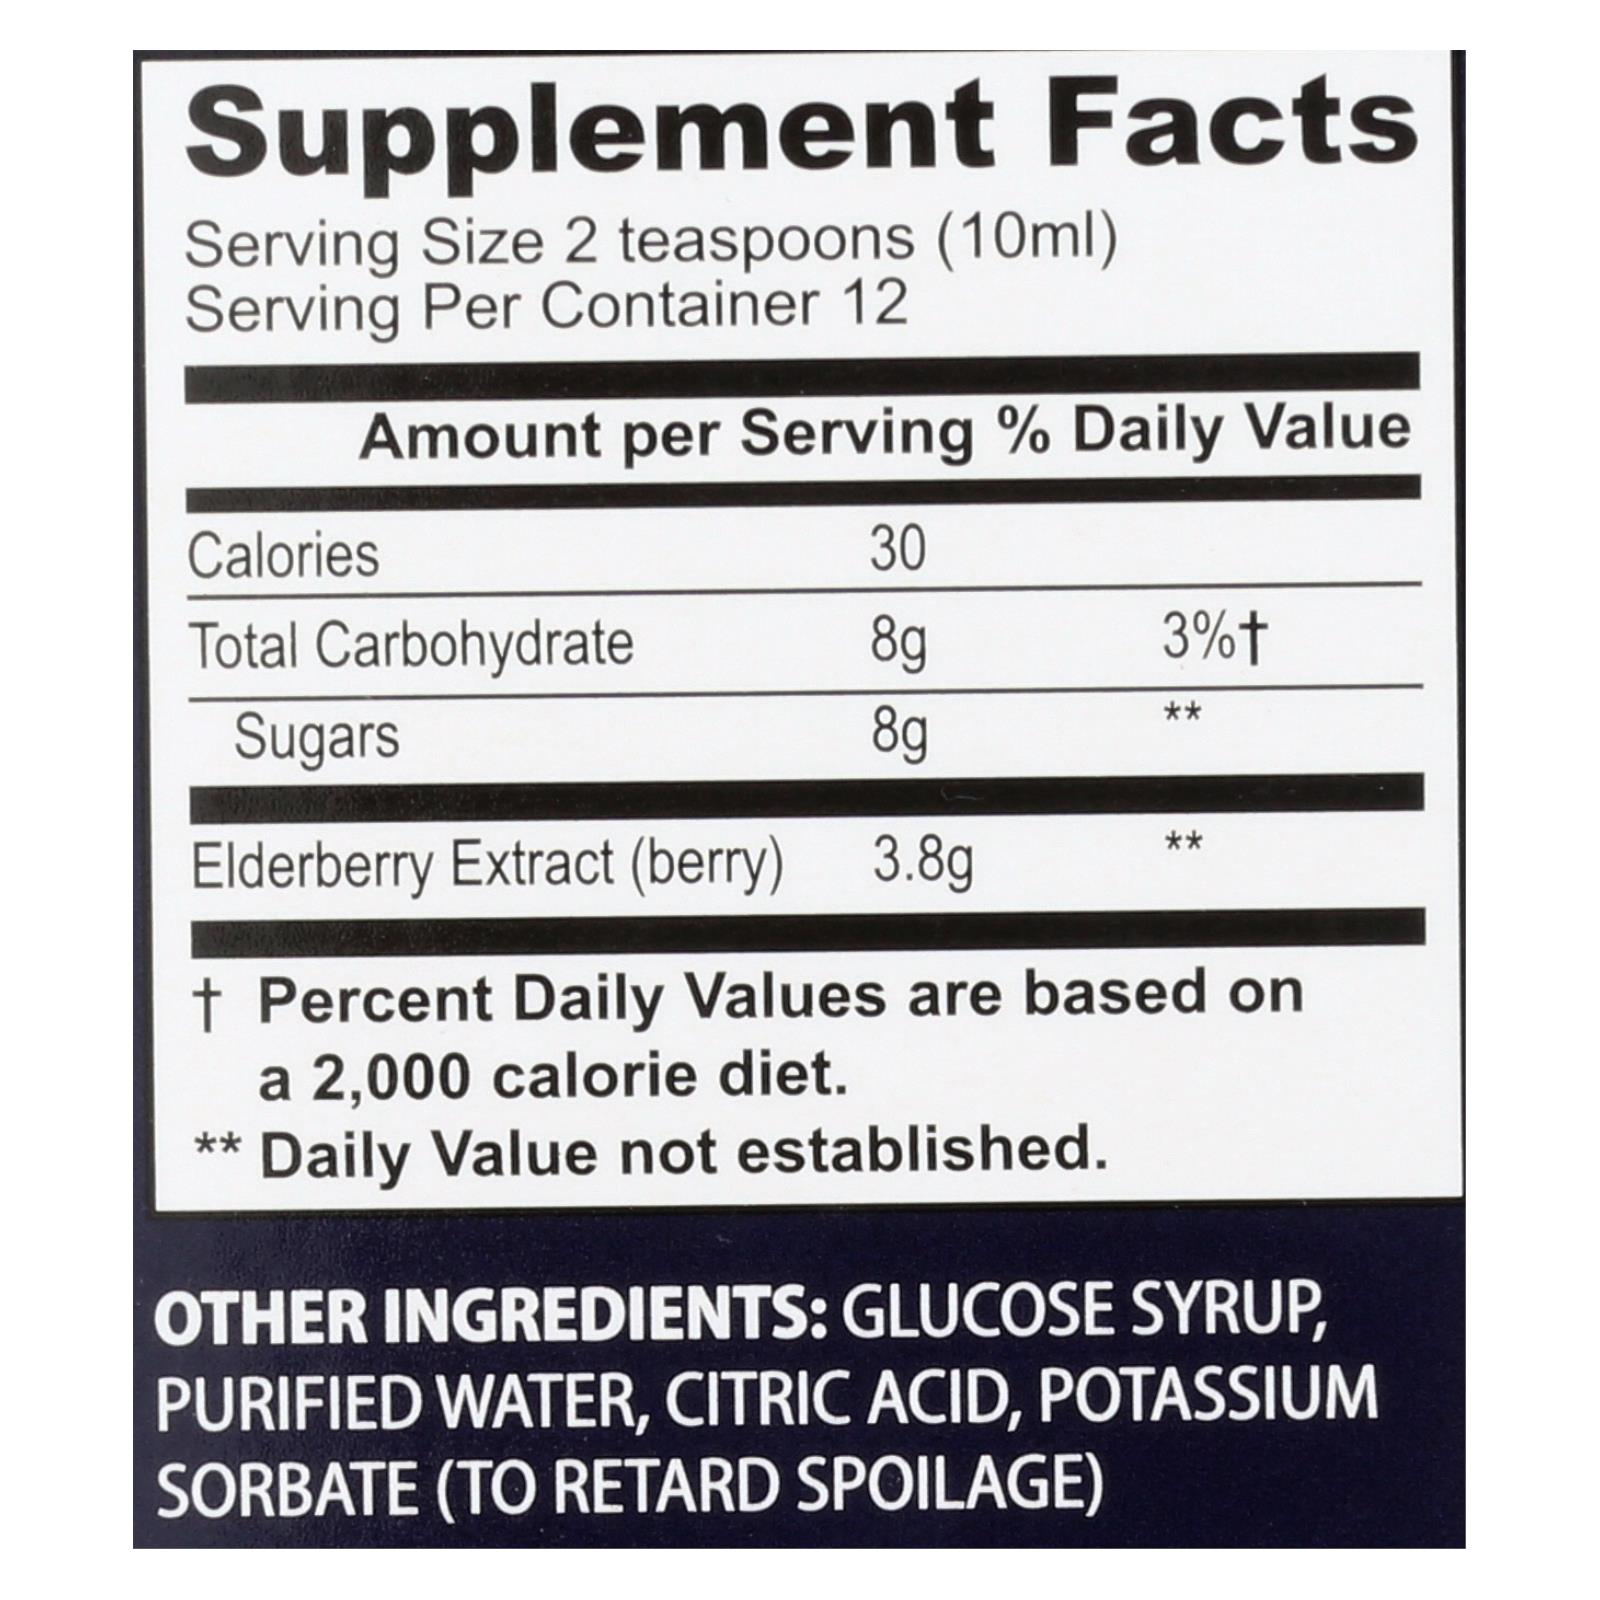 Supplement Facts
Serving Size 2 teaspoons (10ml)
Serving Per Container 12
Amount per Serving % Daily Value
Calories 30
Total Carbohydrate 8g 3%†
Sugars 8g **
Elderberry Extract (berry) 3.8g **
† Percent Daily Values are based on
a 2,000 calorie diet.
** Daily Value not established.
OTHER INGREDIENTS: GLUCOSE SYRUP,
PURIFIED WATER, CITRIC ACID, POTASSIUM
SORBATE (TO RETARD SPOILAGE)